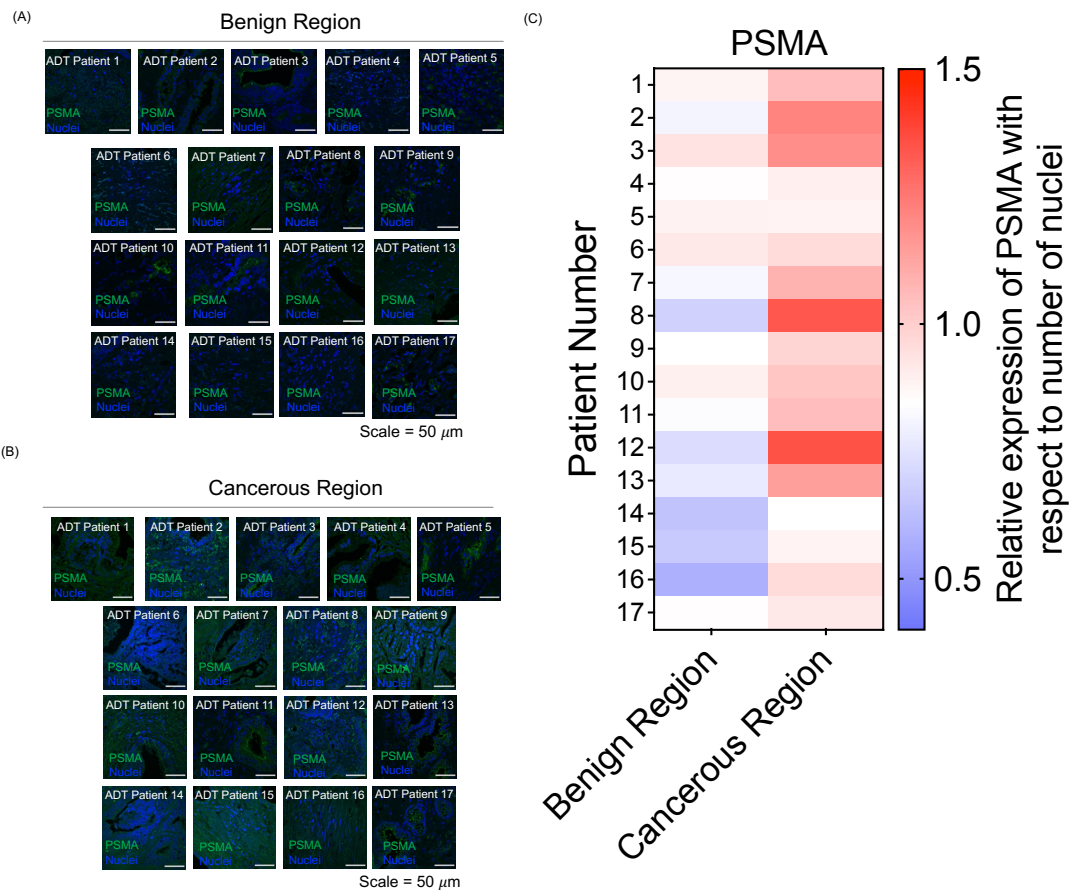 (A)
Benign Region
ADT Patient 1
PSMA
Nuclei
ADT Patient 2
PSMA
Nuclei
ADT Patient 3
PSMA
Nuclei
ADT Patient 4
PSMA
Nuclei
ADT Patient 5
PSMA
Nuclei
ADT Patient 6
PSMA
Nuclei
ADT Patient 7
PSMA
Nuclei
ADT Patient 8
PSMA
Nuclei
ADT Patient 9
PSMA
Nuclei
ADT Patient 10
PSMA
Nuclei
ADT Patient 11
PSMA
Nuclei
ADT Patient 12
PSMA
Nuclei
ADT Patient 13
PSMA
Nuclei
ADT Patient 14
PSMA
Nuclei
ADT Patient 15
PSMA
Nuclei
ADT Patient 16
PSMA
Nuclei
ADT Patient 17
PSMA
Nuclei
Scale = 50 μm
(B)
Cancerous Region
ADT Patient 1
PSMA
Nuclei
ADT Patient 2
PSMA
Nuclei
ADT Patient 3
PSMA
Nuclei
ADT Patient 4
PSMA
Nuclei
ADT Patient 5
PSMA
Nuclei
ADT Patient 6
PSMA
Nuclei
ADT Patient 7
PSMA
Nuclei
ADT Patient 8
PSMA
Nuclei
ADT Patient 9
PSMA
Nuclei
ADT Patient 10
PSMA
Nuclei
ADT Patient 11
PSMA
Nuclei
ADT Patient 12
PSMA
Nuclei
ADT Patient 13
PSMA
Nuclei
ADT Patient 14
PSMA
Nuclei
ADT Patient 15
PSMA
Nuclei
ADT Patient 16
PSMA
Nuclei
ADT Patient 17
PSMA
Nuclei
Scale = 50 μm
(C)
PSMA
Patient Number
1
2
3
4
5
6
7
8
9
10
11
12
13
14
15
16
17
Benign Region
Cancerous Region
1.5
1.0
0.5
Relative expression of PSMA with
respect to number of nuclei